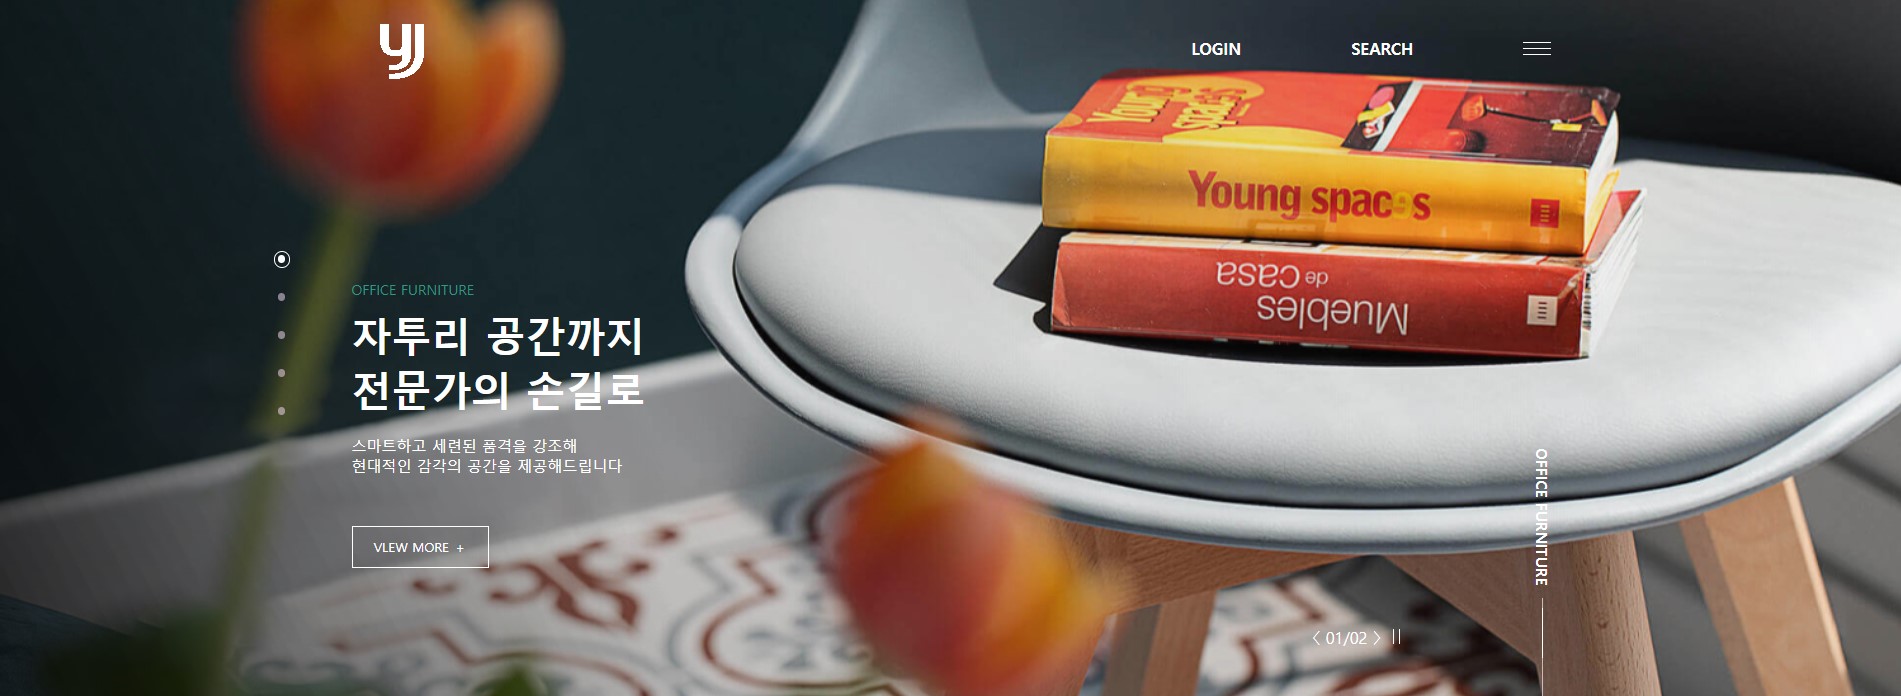 YJ
LOGIN
SEARCH
Your
Young spaces
Muebles
de casa
OFFICE FURNITURE
자투리 공간까지
전문가의 손길로
스마트하고 세련된 품격을 강조해
현대적인 감각의 공간을 제공해드립니다
VLEW MORE +
OFFICE FURNITURE
< 01/02 > ||